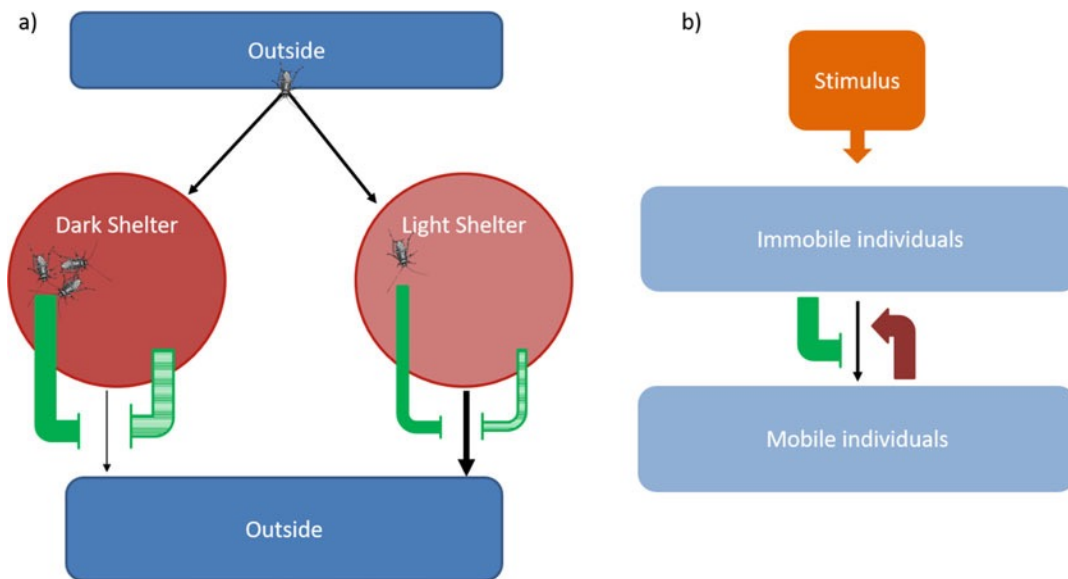 a)
Outside
Dark Shelter
Light Shelter
Outside
b)
Stimulus
Immobile individuals
Mobile individuals